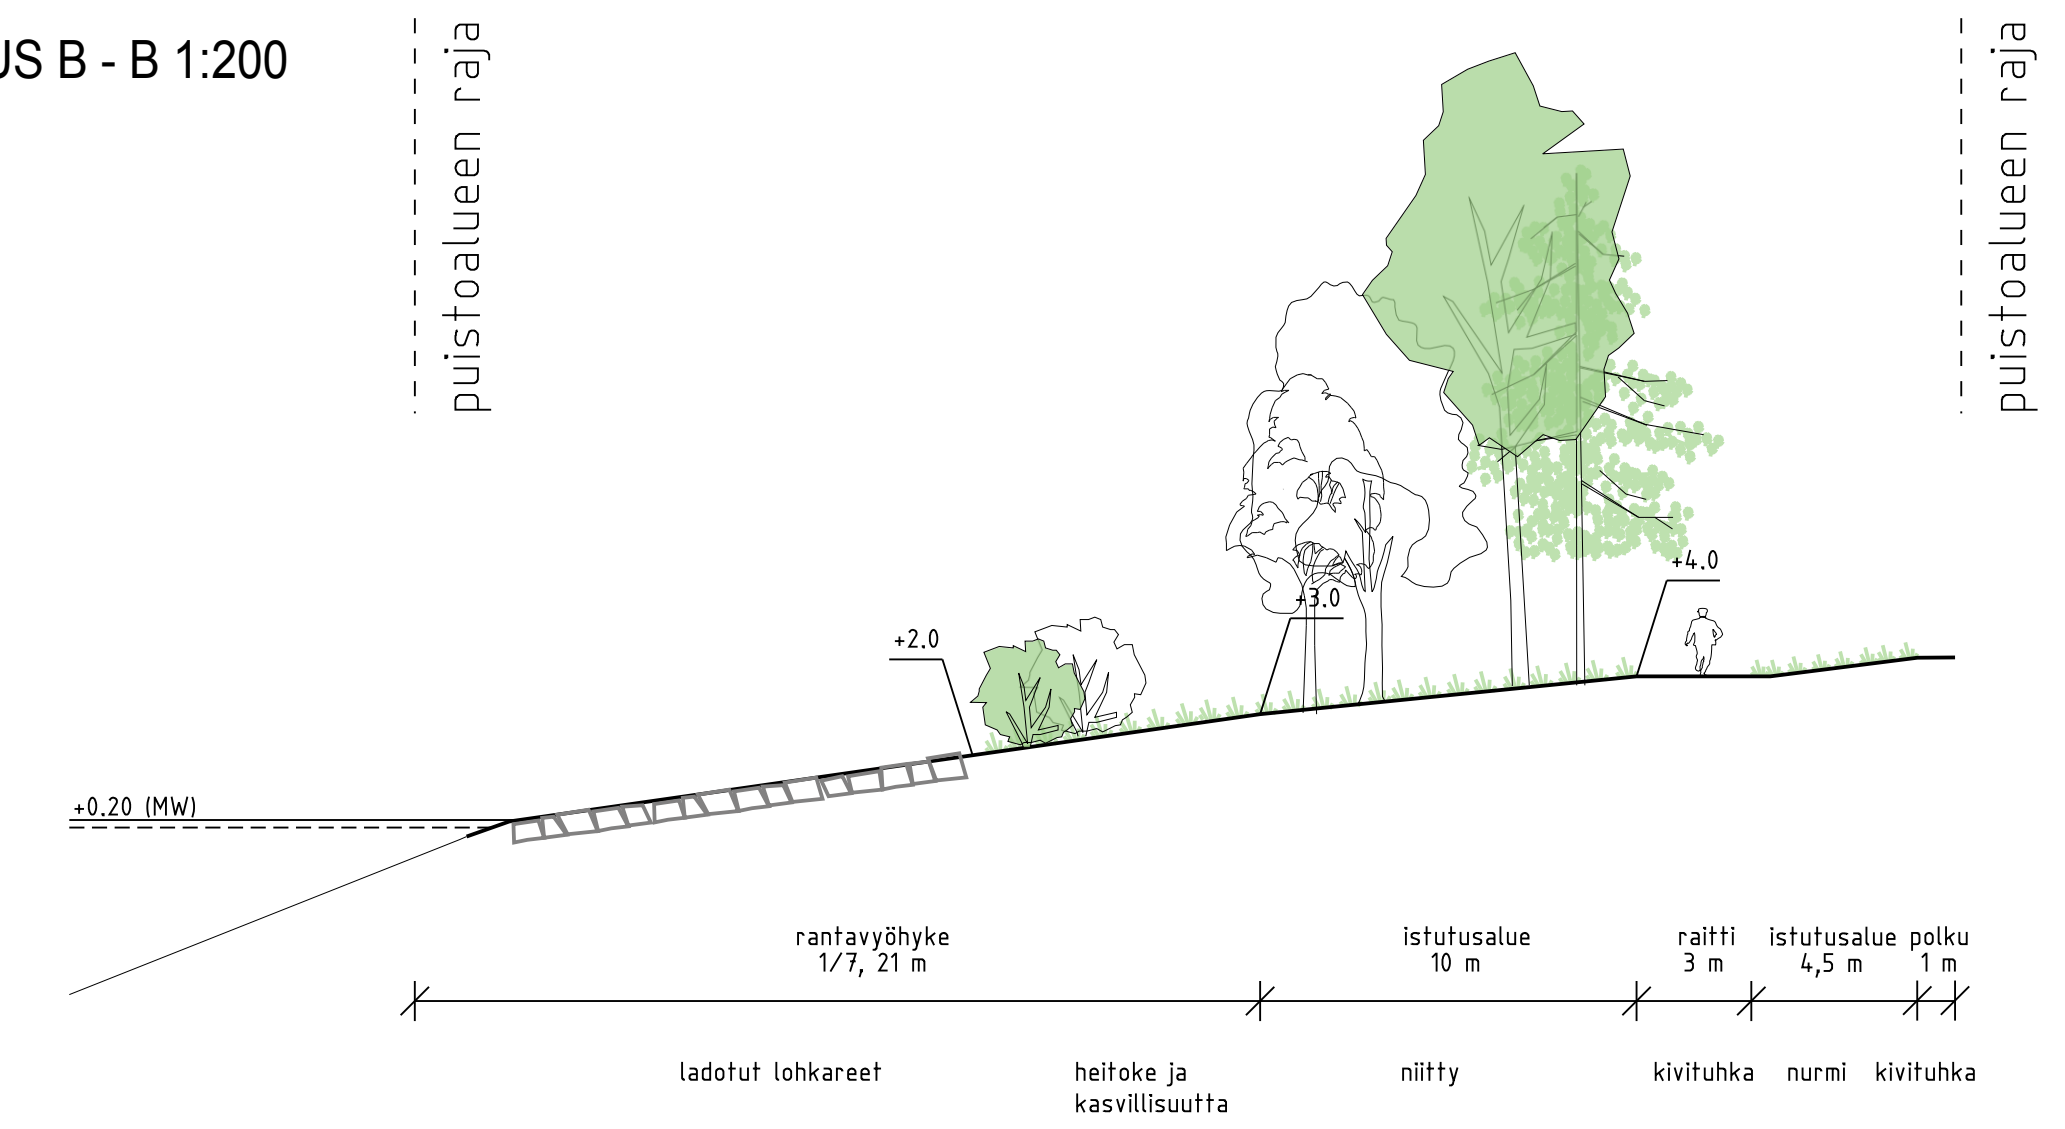 US B - B 1:200
puistoalueen raja
puistoalueen raja
+4.0
+3.0
+2.0
+0.20 (MW)
rantavyöhyke
1/7, 21 m
istutusalue
10 m
raitti
3 m
istutusalue
4,5 m
polku
1 m
ladotut lohkareet
heitoke ja
kasvillisuutta
niitty
kivituhka
nurmi
kivituhka